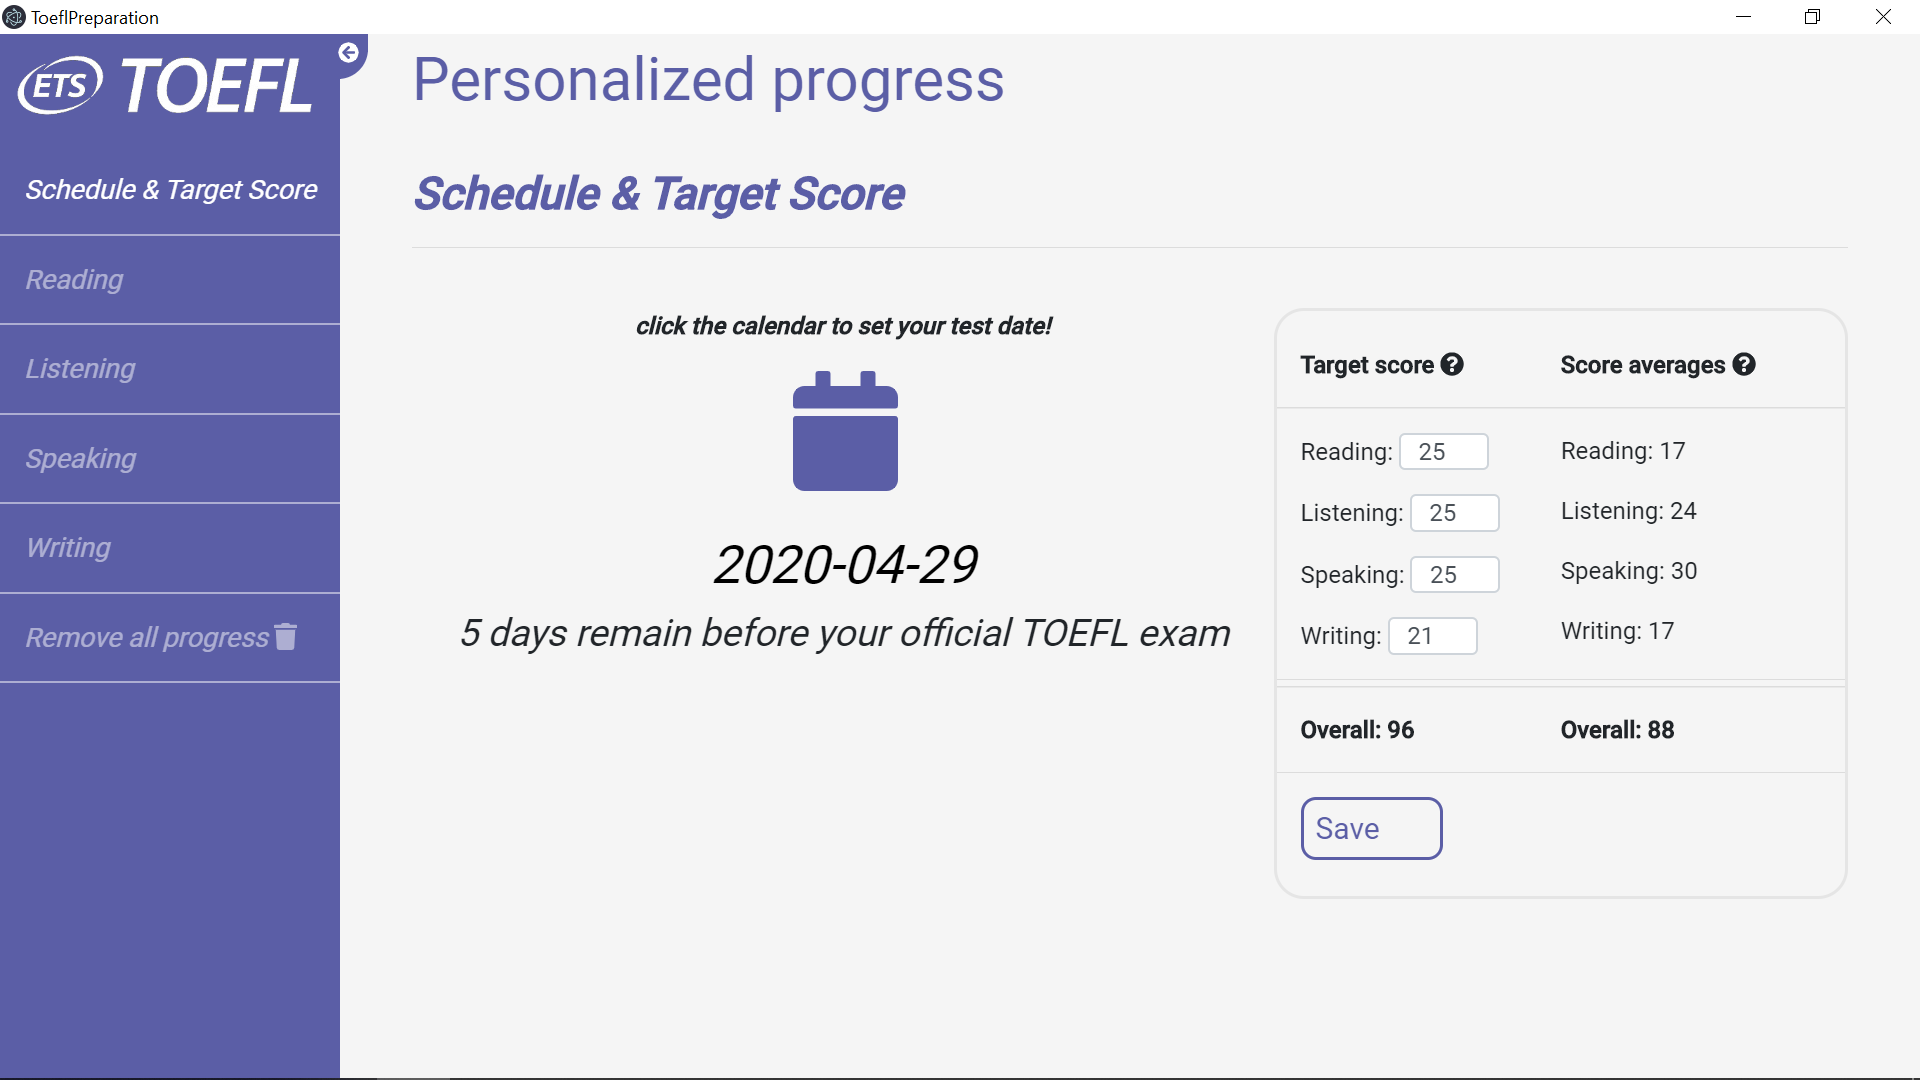 ToeflPreparation
ETS TOEFL
Schedule & Target Score
Reading
Listening
Speaking
Writing
Remove all progress
Personalized progress
Schedule & Target Score
click the calendar to set your test date!
2020-04-29
5 days remain before your official TOEFL exam
Target score ? Score averages ?
Reading: 25 Reading: 17
Listening: 25 Listening: 24
Speaking: 25 Speaking: 30
Writing: 21 Writing: 17
Overall: 96 Overall: 88
Save